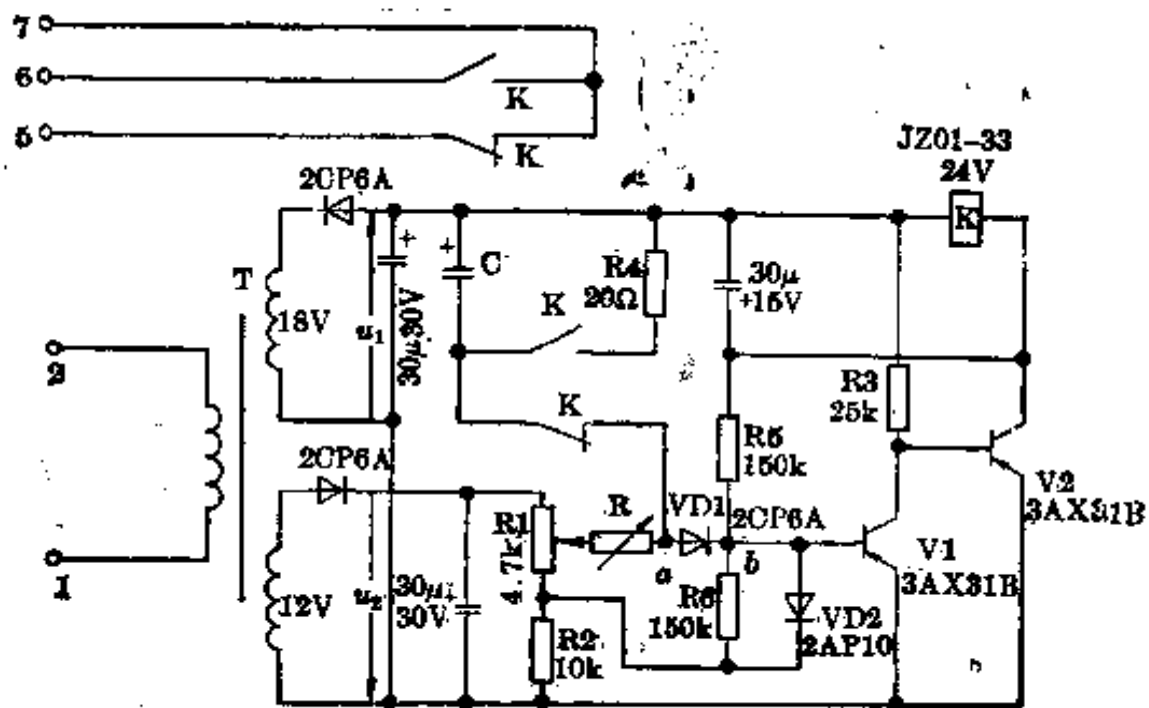 7
6
K
5
K
JZ01-33
24V
K
2CP6A
+
+
C
R4
20Ω
30μ
+15V
T
18V
u1
30μ30V
K
2
R3
25k
K
R5
150k
2CP6A
V2
3AX31B
R1
4.7k
R
VD1
2CP6A
a
b
V1
3AX31B
1
12V
u2
30μ
30V
R6
150k
VD2
2AP10
R2
10k